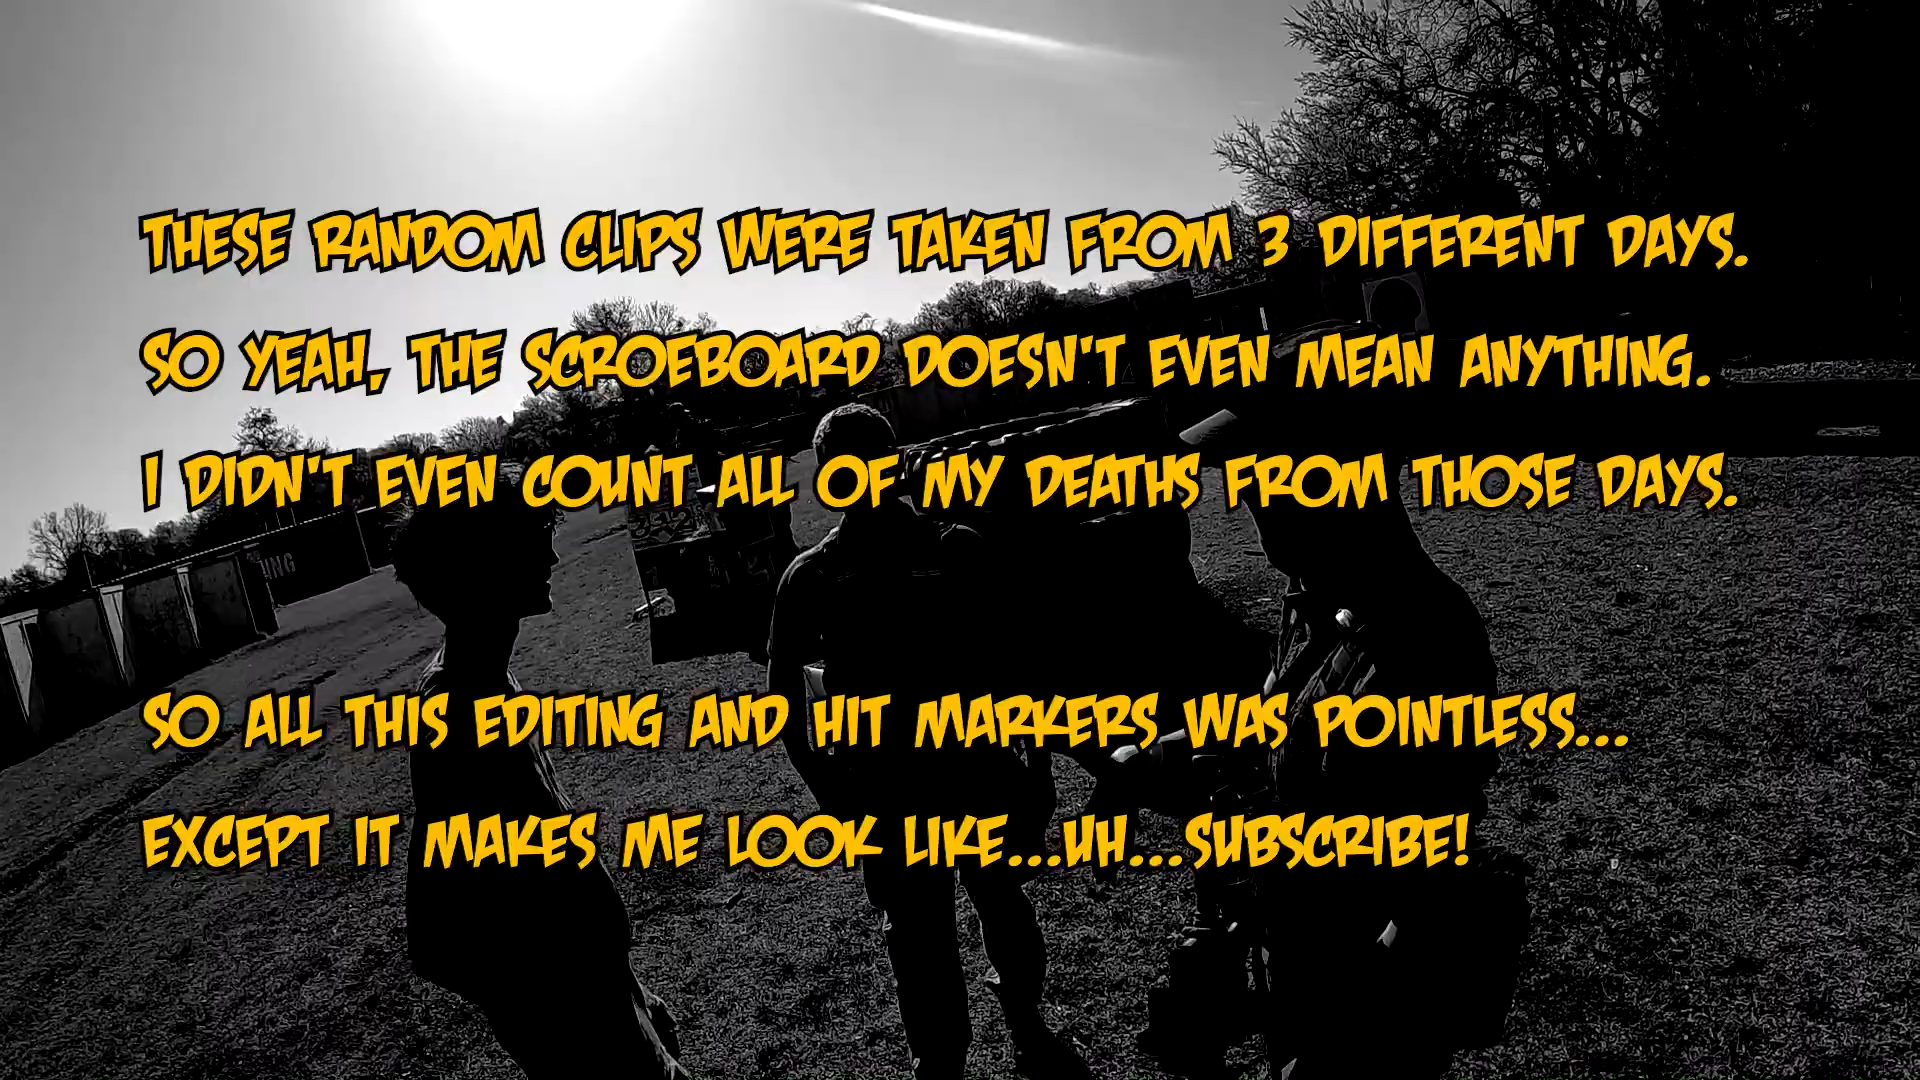 THESE RANDOM CLIPS WERE TAKEN FROM 3 DIFFERENT DAYS.
SO YEAH, THE SCROEBOARD DOESN'T EVEN MEAN ANYTHING.
I DIDN'T EVEN COUNT ALL OF MY DEATHS FROM THOSE DAYS.
SO ALL THIS EDITING AND HIT MARKERS WAS POINTLESS...
EXCEPT IT MAKES ME LOOK LIKE...UH...SUBSCRIBE!